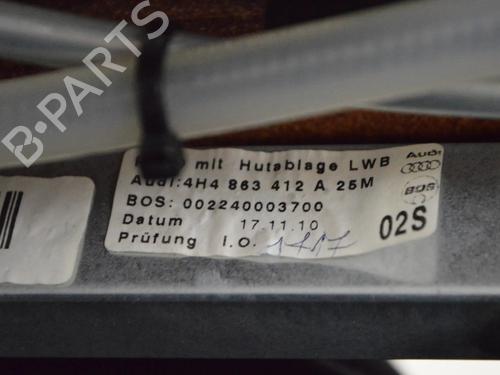 B-PARTS
mit Hutablage LWB
Audi:4H4 863 412 A 25M
BOS: 002240003700
Datum 17.11.10
Prüfung I.O.
AUDI
BOS
02S